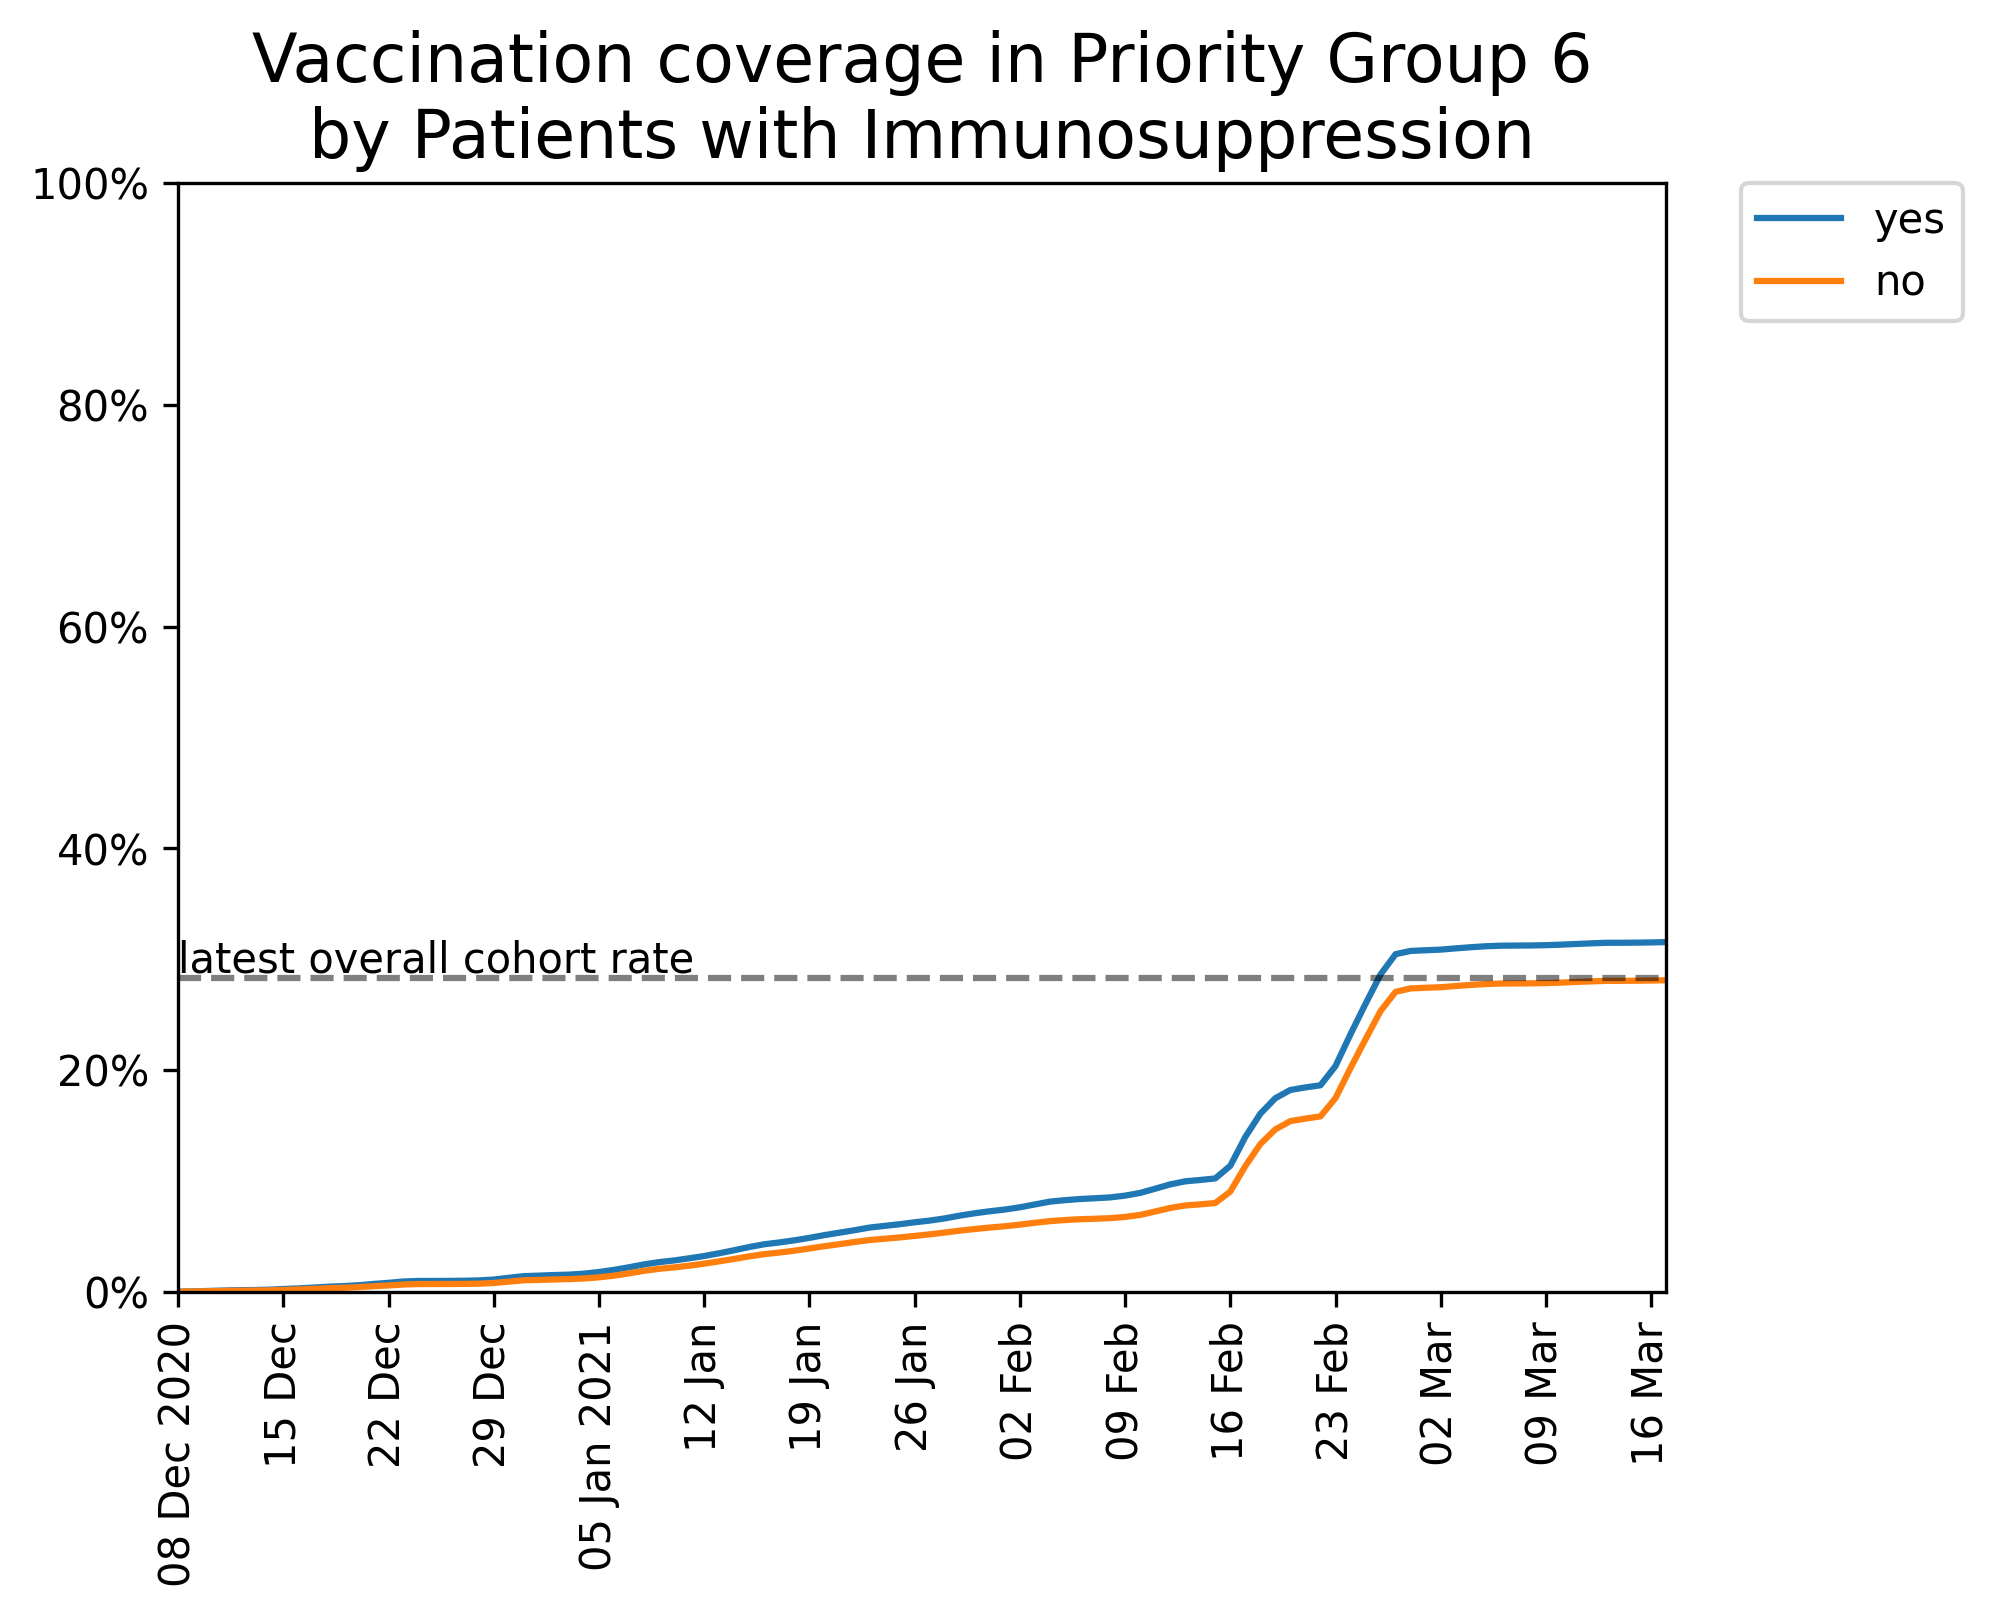 Vaccination coverage in Priority Group 6
by Patients with Immunosuppression
100%
80%
60%
40%
20%
0%
yes
no
latest overall cohort rate
08 Dec 2020
15 Dec
22 Dec
29 Dec
05 Jan 2021
12 Jan
19 Jan
26 Jan
02 Feb
09 Feb
16 Feb
23 Feb
02 Mar
09 Mar
16 Mar